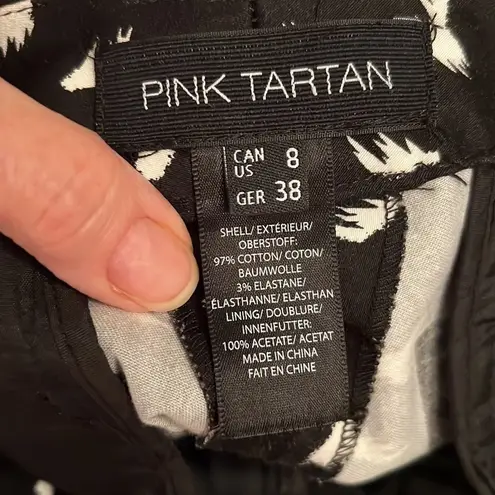 PINK TARTAN
CAN 8
US
GER 38
SHELL/ EXTÉRIEUR/
OBERSTOFF:
97% COTTON/ COTON/
BAUMWOLLE
3% ELASTANE/
ÉLASTHANNE/ ELASTHAN
LINING/ DOUBLURE/
INNENFUTTER:
100% ACETATE/ ACETAT
MADE IN CHINA
FAIT EN CHINE